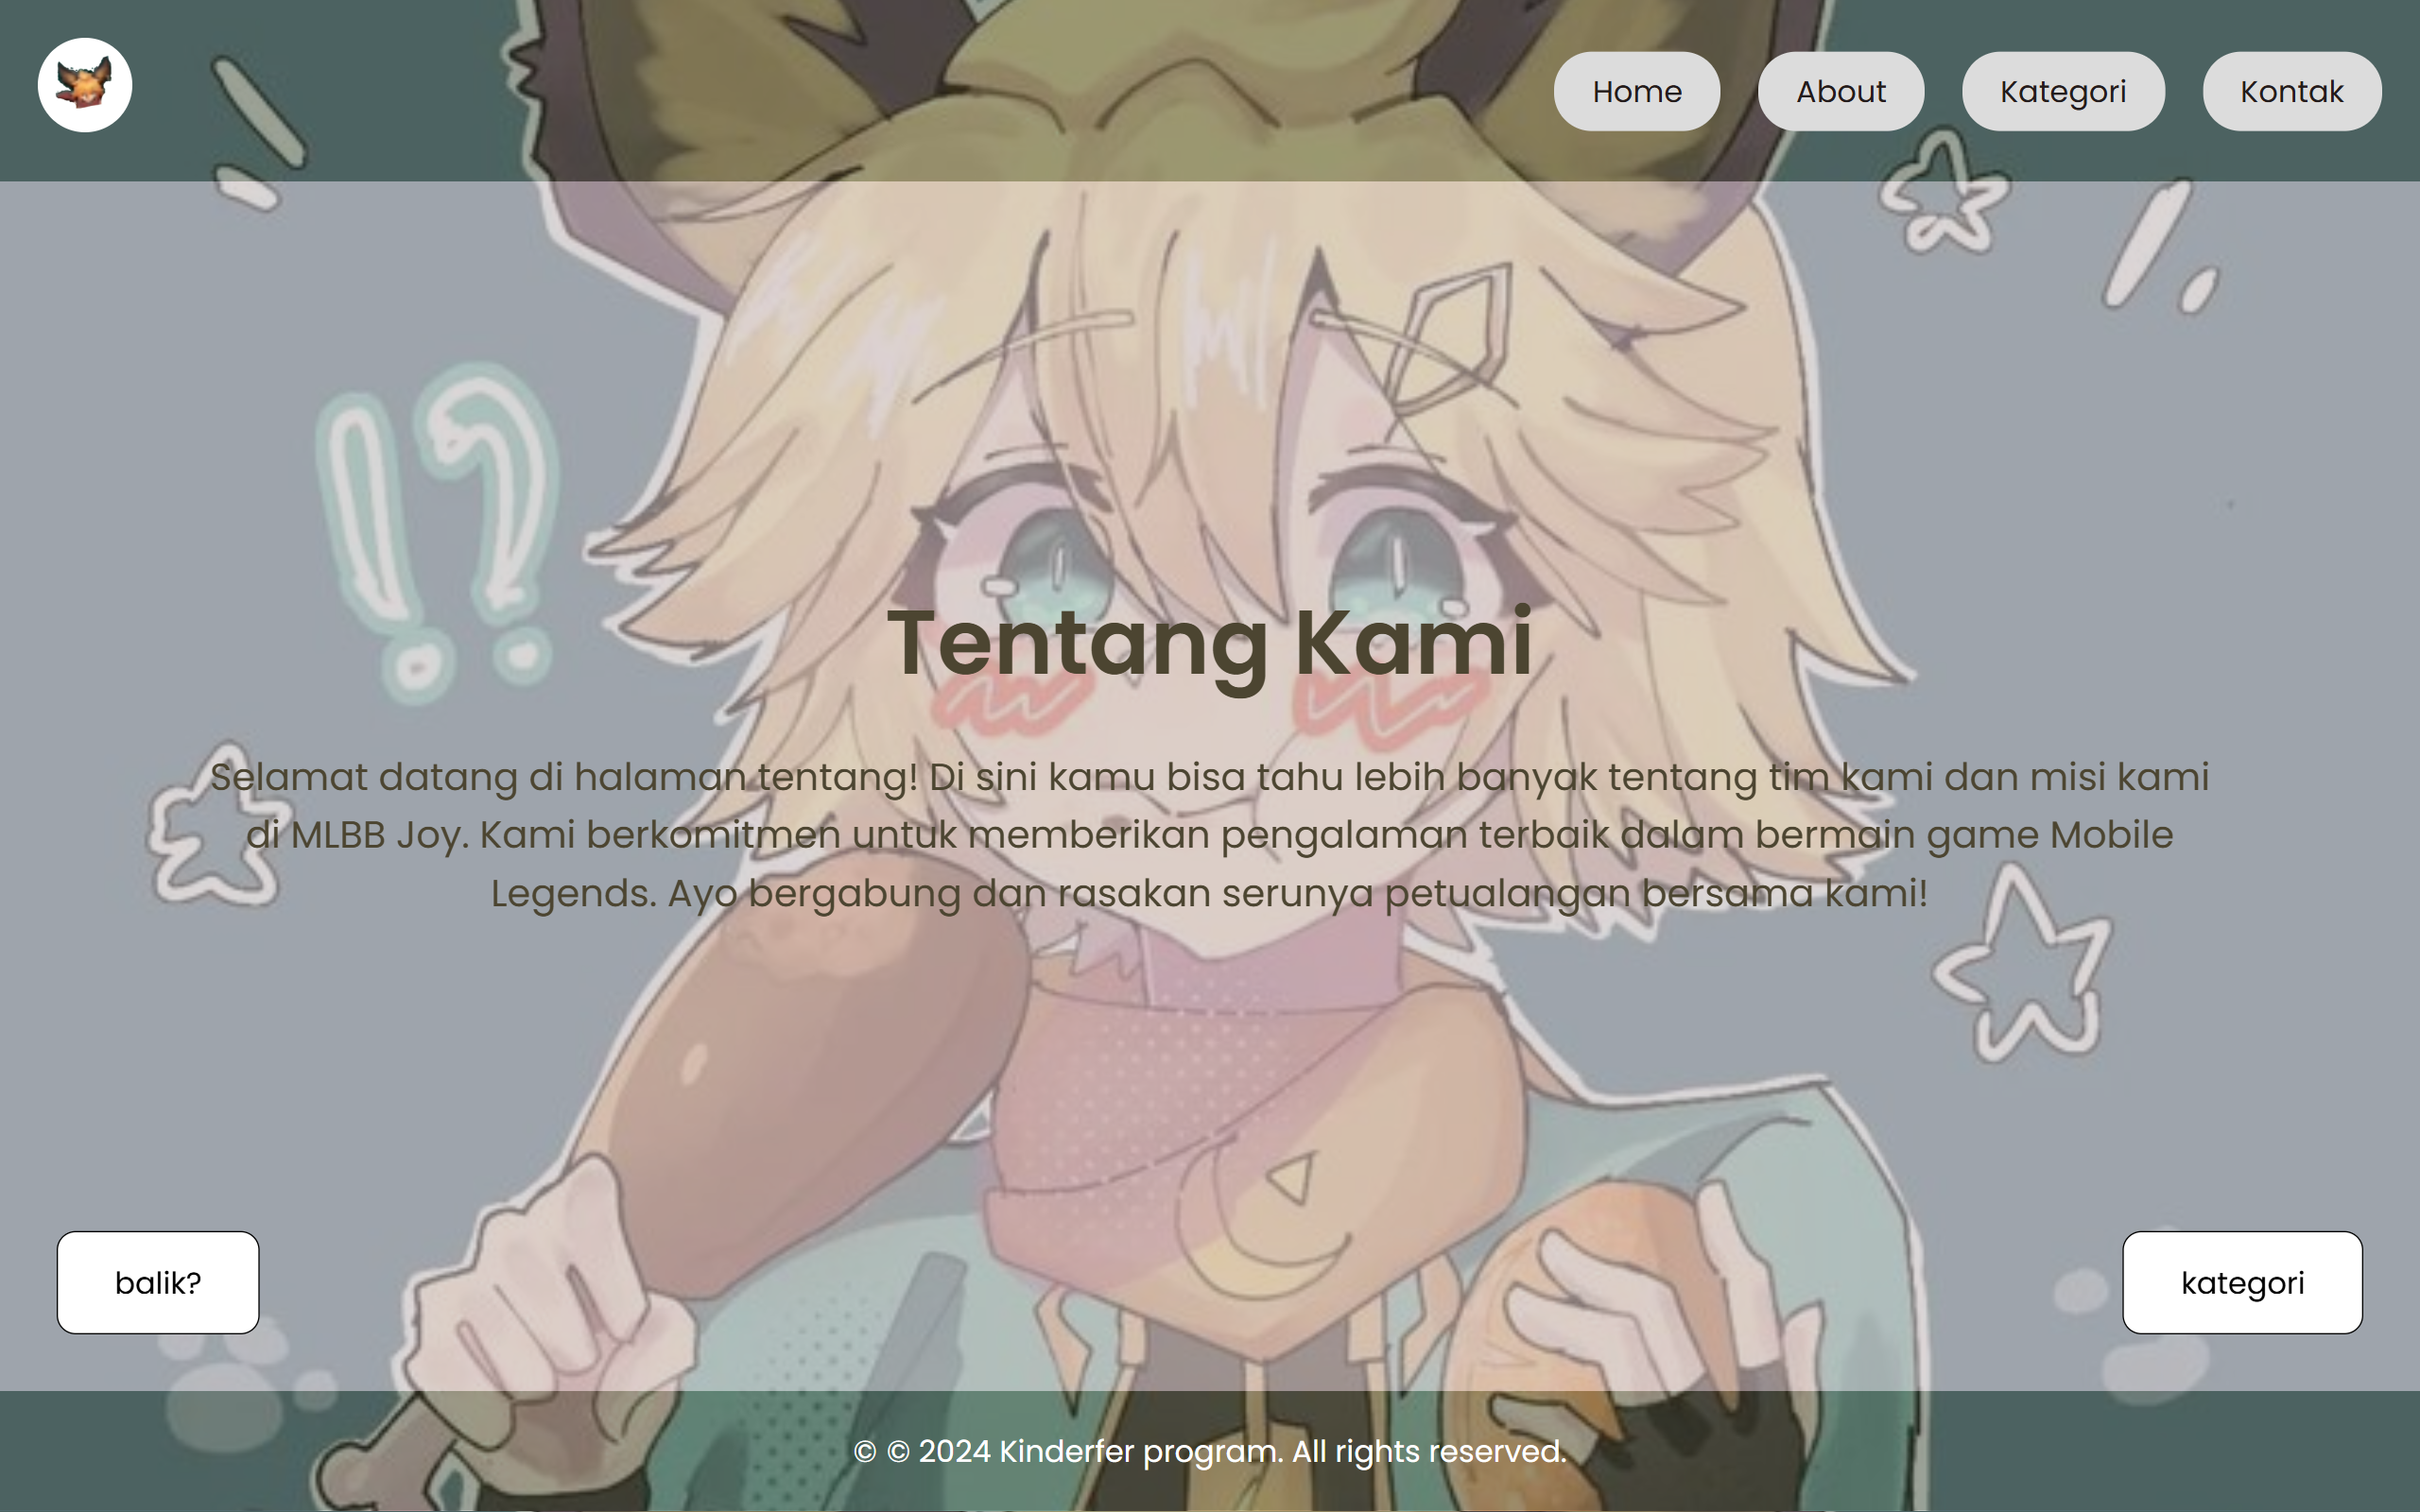 Home
About
Kategori
Kontak
!?
Tentang Kami
Selamat datang di halaman tentang! Di sini kamu bisa tahu lebih banyak tentang tim kami dan misi kami
di MLBB Joy. Kami berkomitmen untuk memberikan pengalaman terbaik dalam bermain game Mobile
Legends. Ayo bergabung dan rasakan serunya petualangan bersama kami!
balik?
kategori
© © 2024 Kinderfer program. All rights reserved.